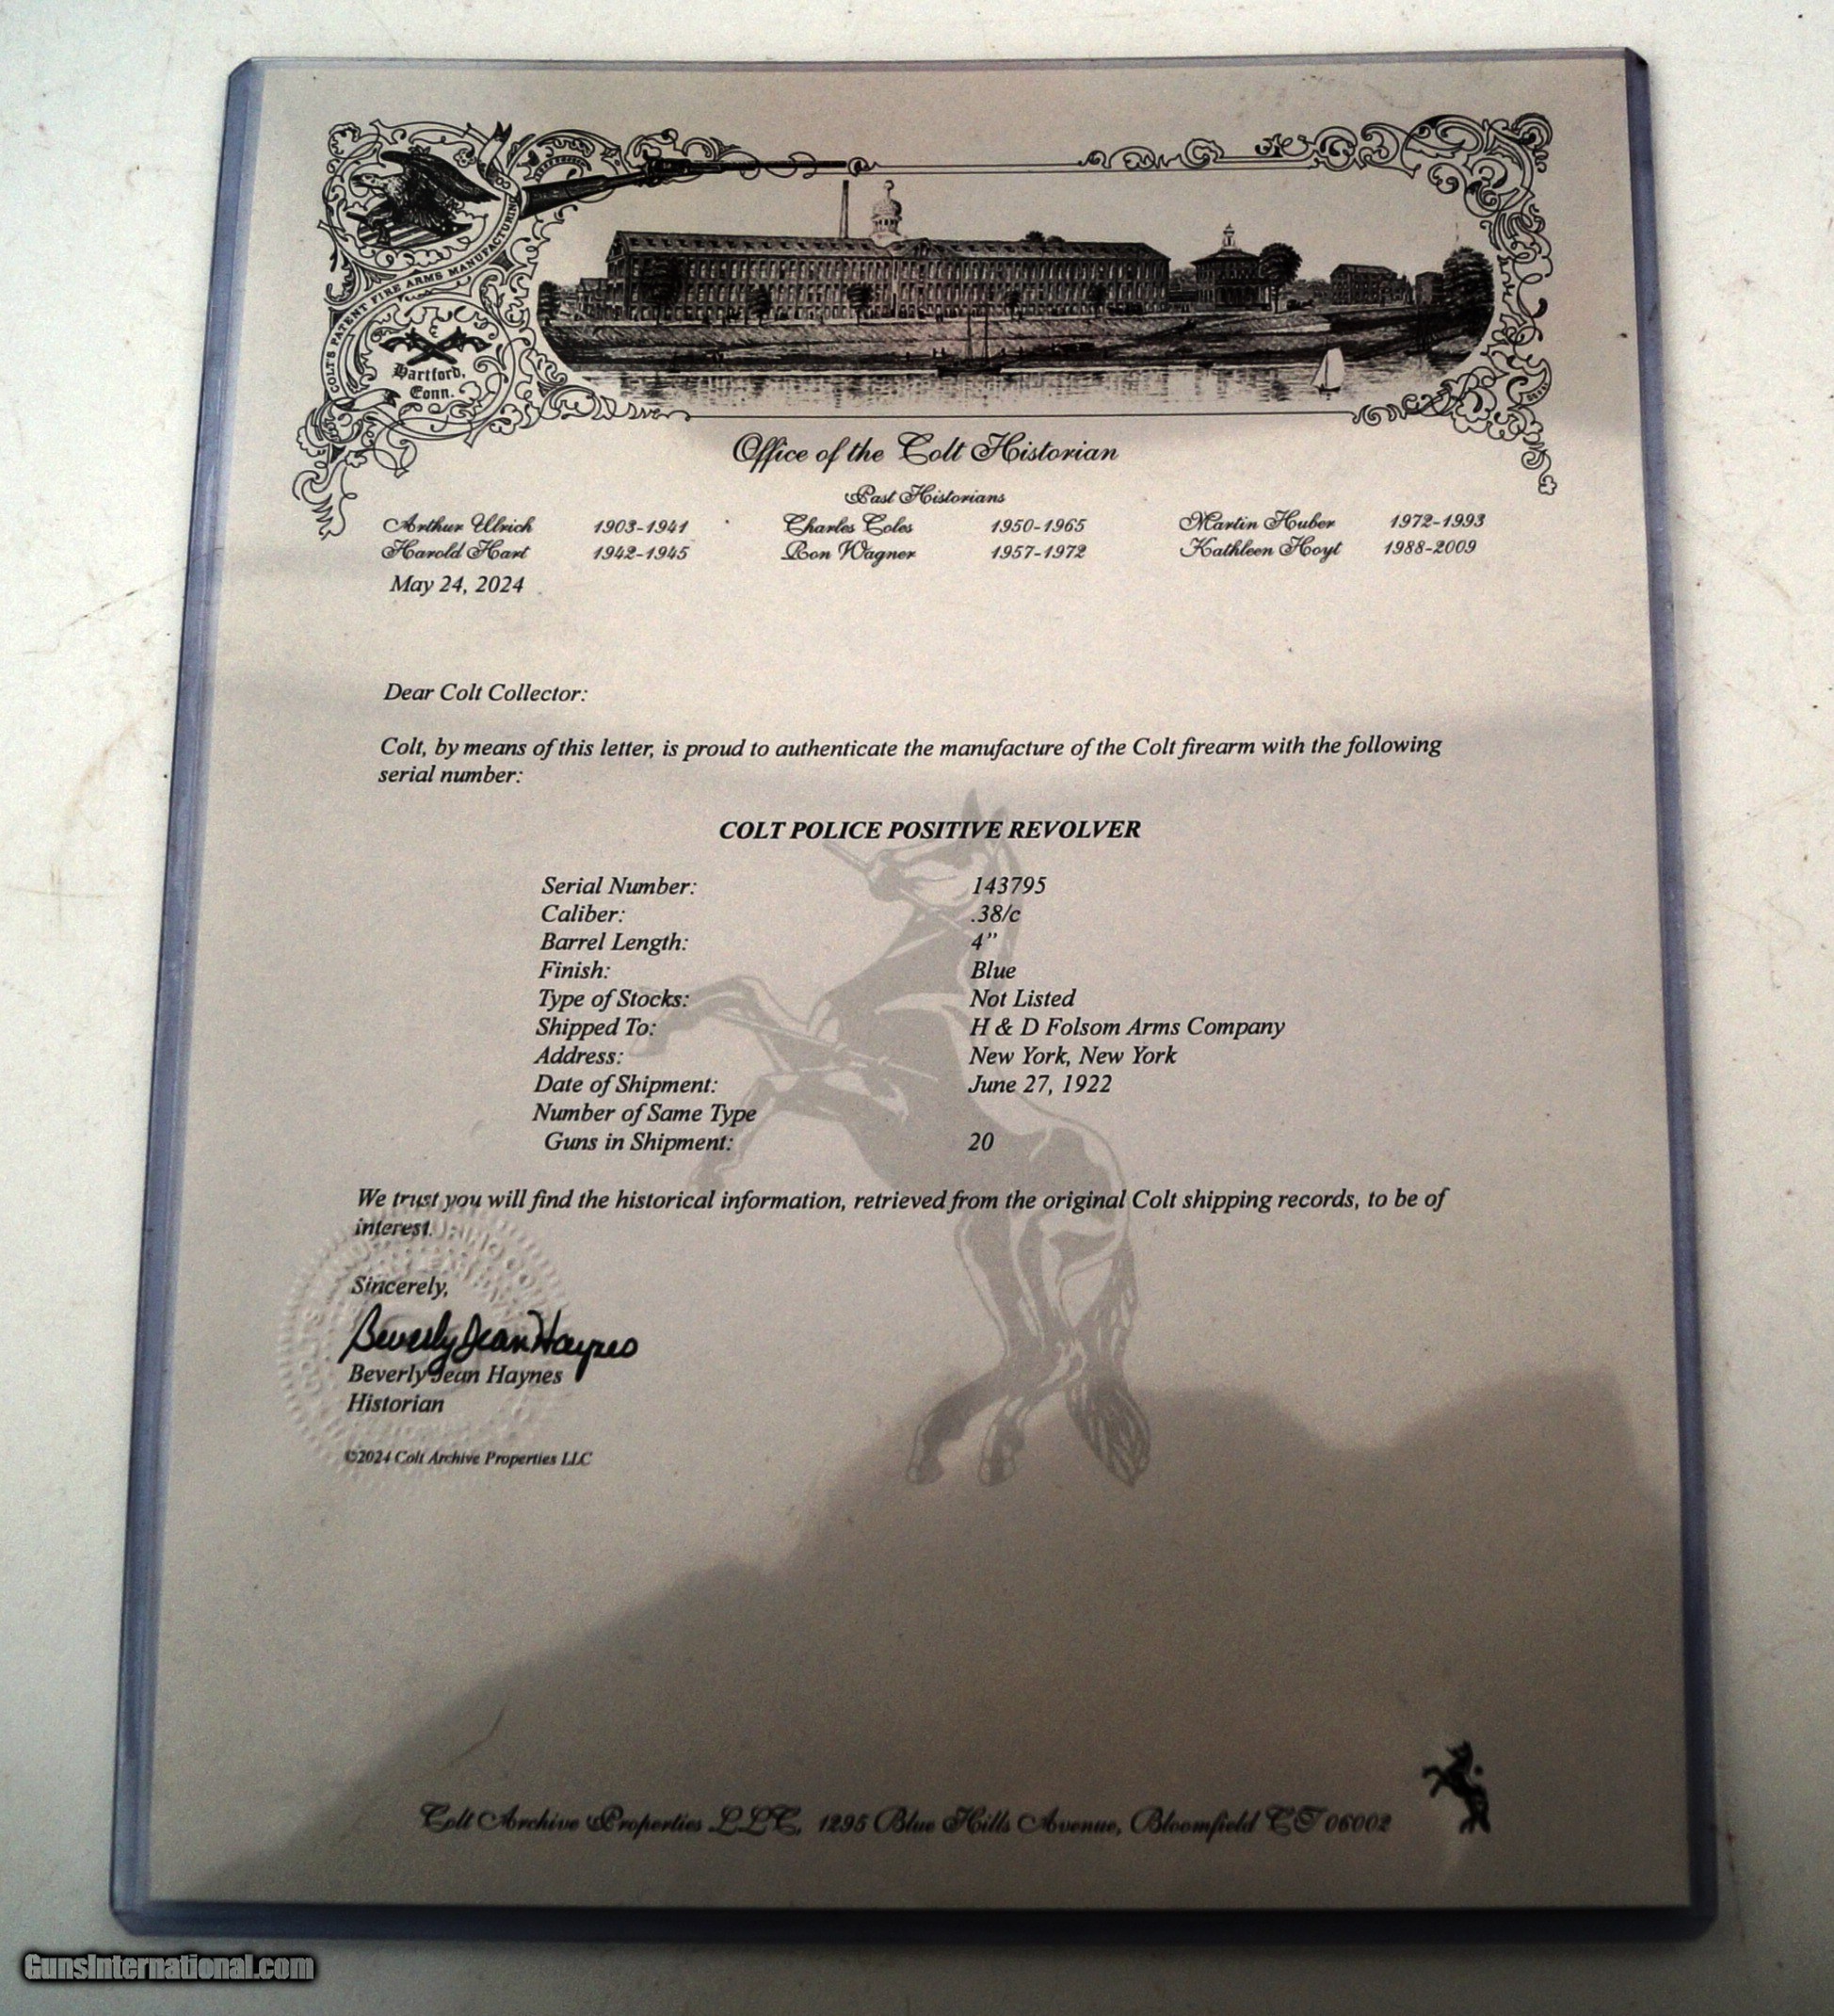 COLT'S PATENT FIRE ARMS MANUFACTURING CO
Hartford,
Conn.
Office of the Colt Historian
Past Historians
Arthur Ulrich 1903-1941 Charles Coles 1950-1965 Martin Huber 1972-1993
Harold Hart 1942-1945 Ron Wagner 1957-1972 Kathleen Hoyt 1988-2009
May 24, 2024
Dear Colt Collector:
Colt, by means of this letter, is proud to authenticate the manufacture of the Colt firearm with the following
serial number:
COLT POLICE POSITIVE REVOLVER
Serial Number: 143795
Caliber: .38/c
Barrel Length: 4”
Finish: Blue
Type of Stocks: Not Listed
Shipped To: H & D Folsom Arms Company
Address: New York, New York
Date of Shipment: June 27, 1922
Number of Same Type
Guns in Shipment: 20
We trust you will find the historical information, retrieved from the original Colt shipping records, to be of
interest.
Sincerely,
Beverly Jean Haynes
Beverly Jean Haynes
Historian
©2024 Colt Archive Properties LLC
Colt Archive Properties LLC, 1295 Blue Hills Avenue, Bloomfield CT 06002
GunsInternational.com